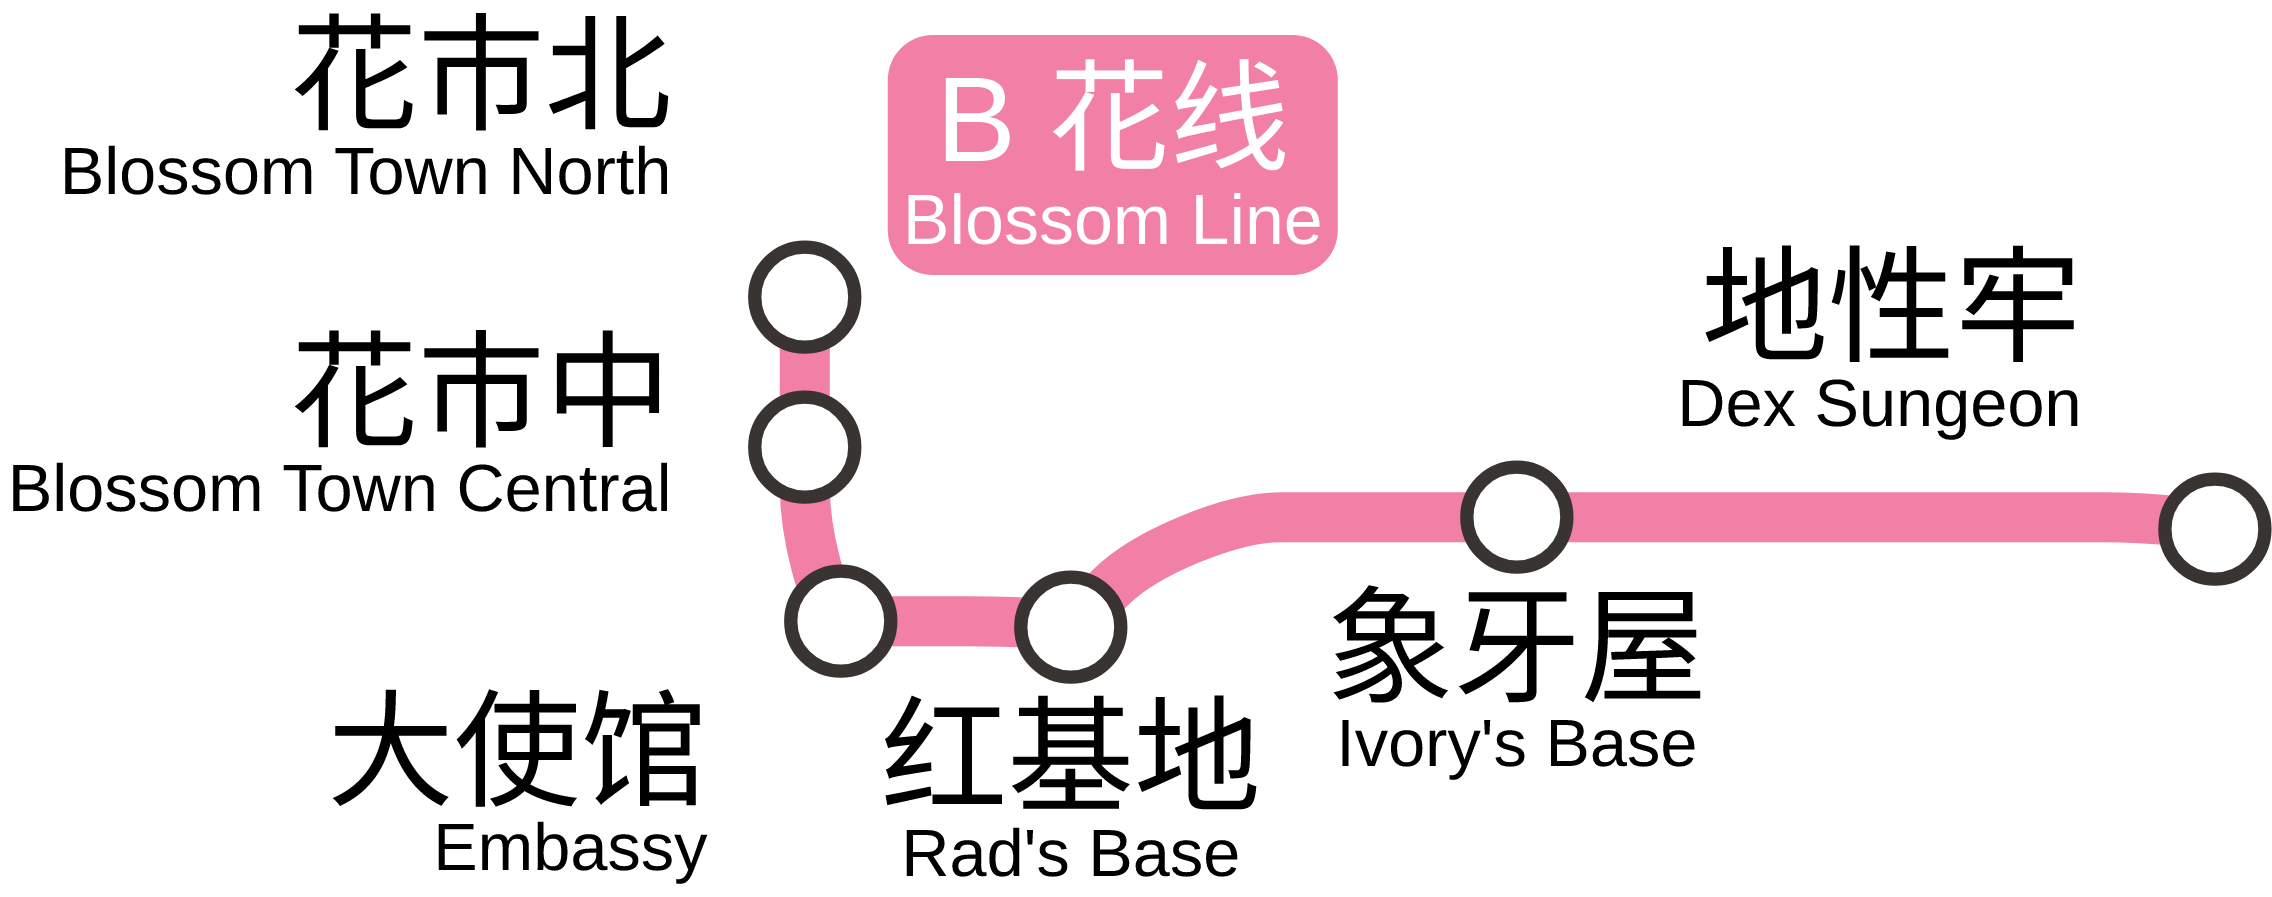 花市北
Blossom Town North
B 花线
Blossom Line
花市中
Blossom Town Central
地性牢
Dex Sungeon
大使馆
Embassy
红基地
Rad's Base
象牙屋
Ivory's Base